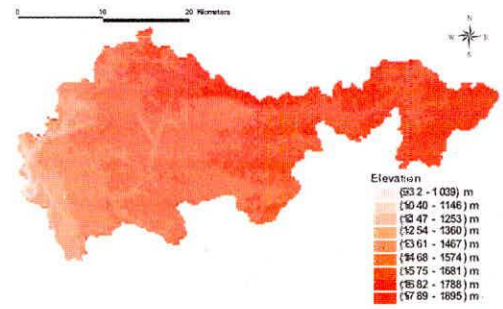 0 10 20 Kilometers
N
W E
S
Elevation
(932 - 1039) m
(1040 - 1146) m
(1147 - 1253) m
(1254 - 1360) m
(1361 - 1467) m
(1468 - 1574) m
(1575 - 1681) m
(1682 - 1788) m
(1789 - 1895) m